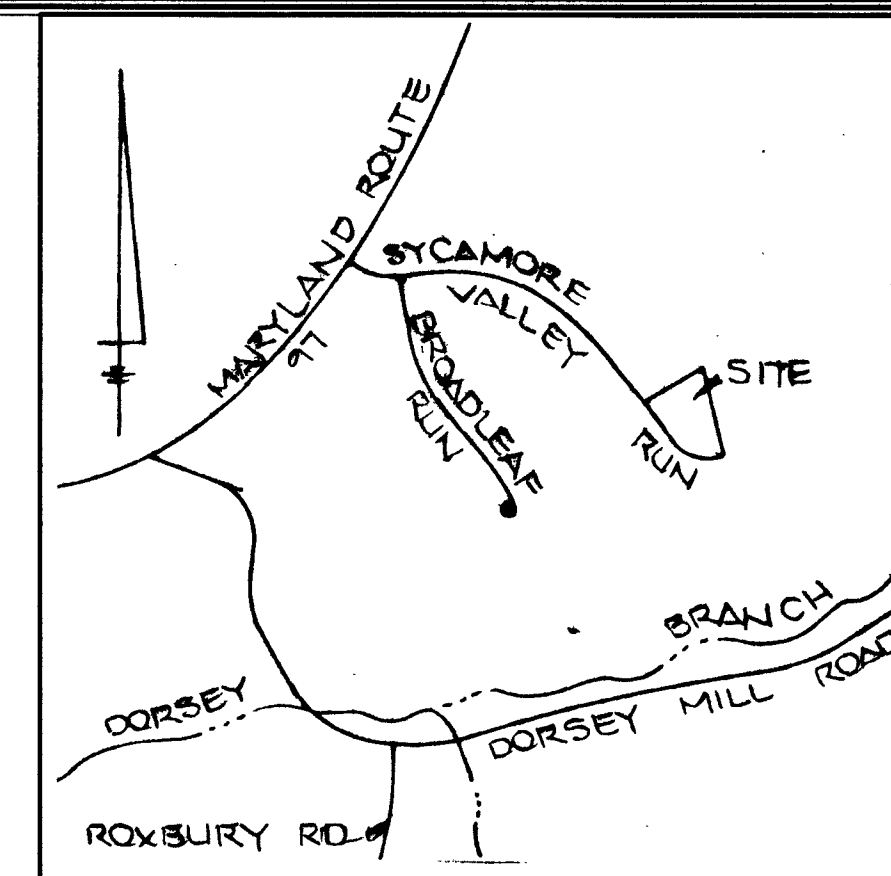 MARYLAND ROUTE
97
SYCAMORE
VALLEY
RUN
BROADLEAF
RUN
SITE
BRANCH
DORSEY
DORSEY MILL ROAD
ROXBURY RD